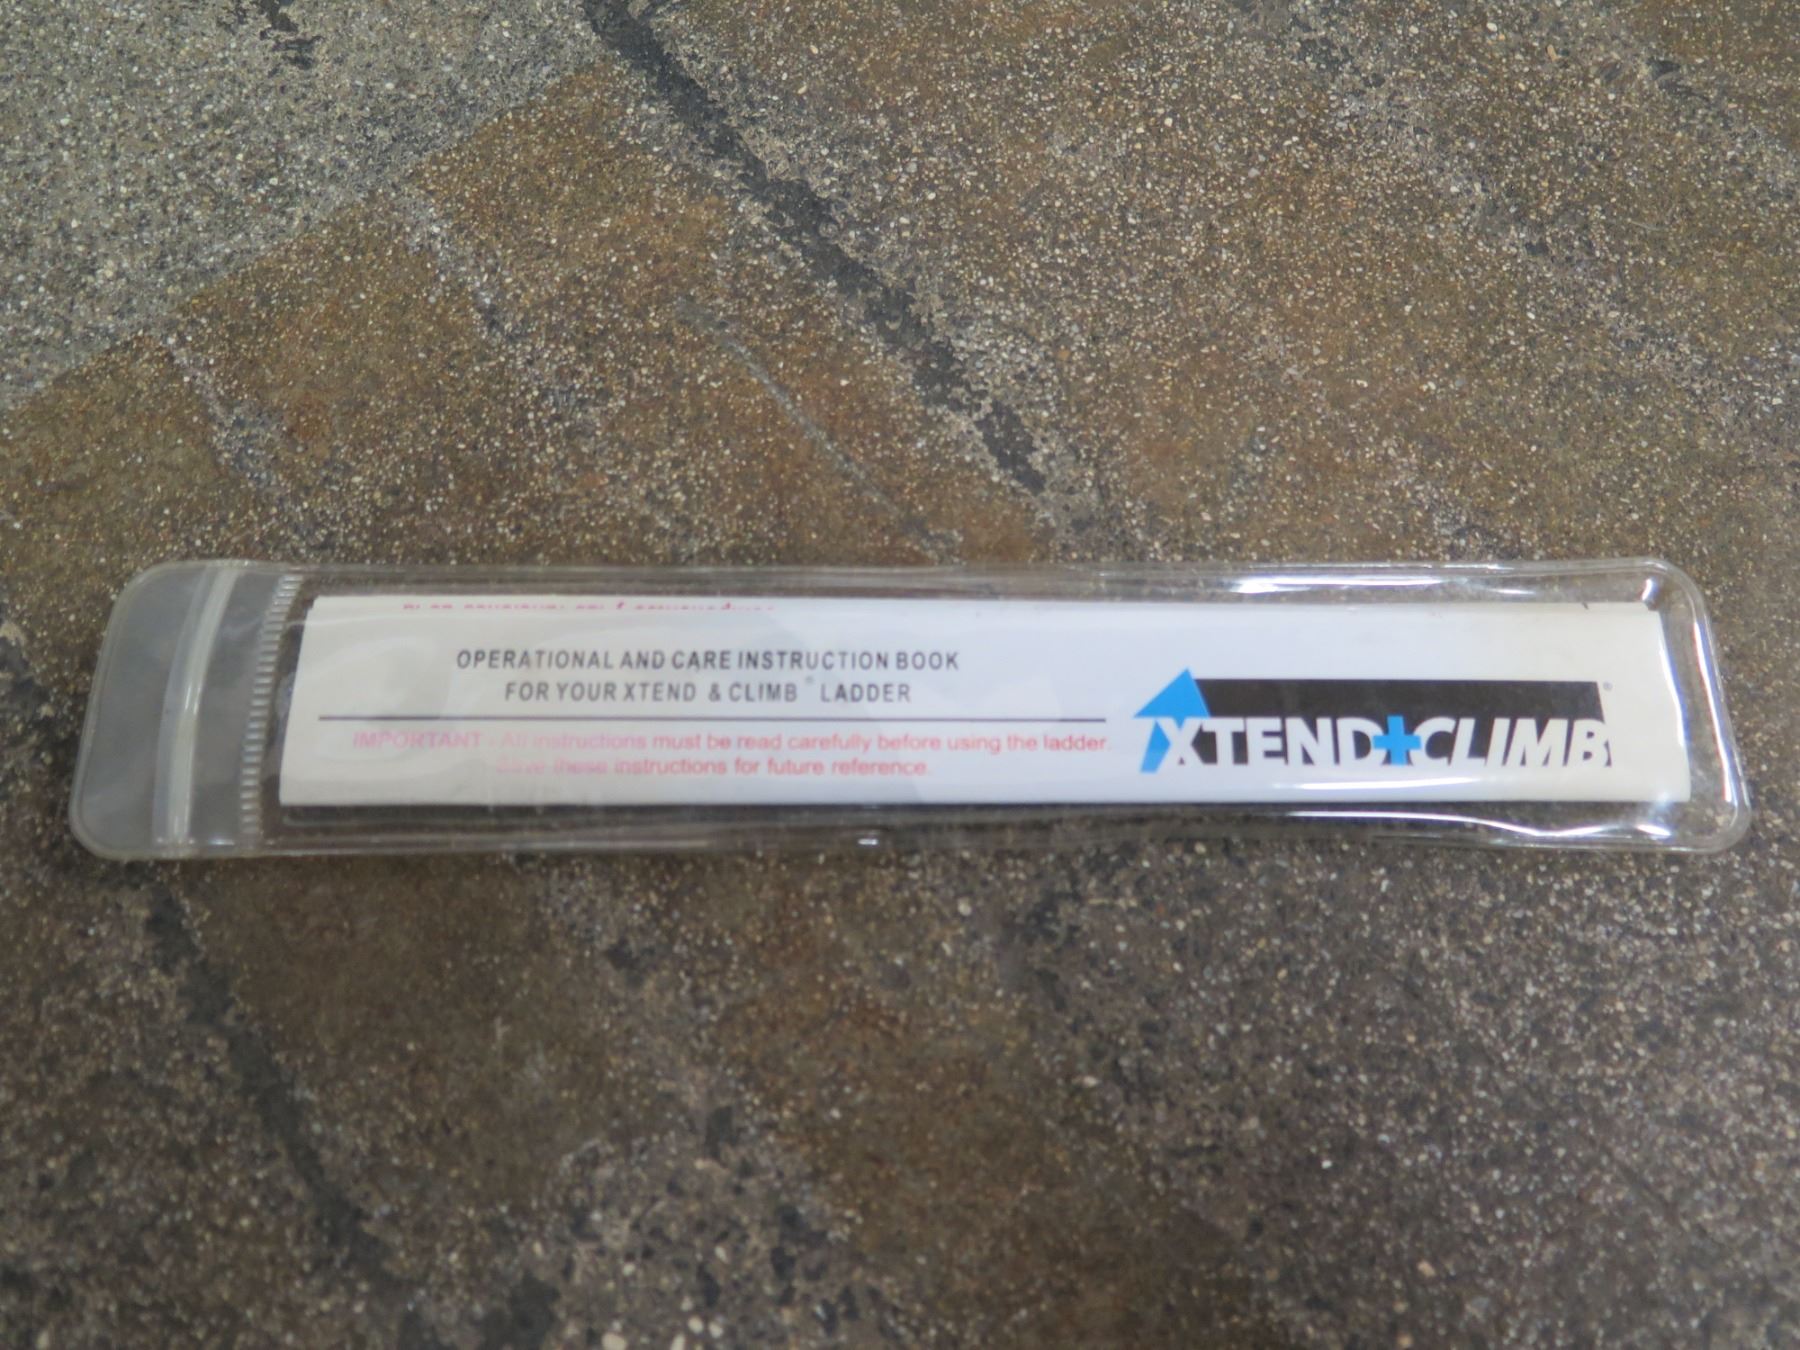 OPERATIONAL AND CARE INSTRUCTION BOOK
FOR YOUR XTEND & CLIMB® LADDER
IMPORTANT - All instructions must be read carefully before using the ladder.
Save these instructions for future reference.
XTEND+CLIMB®